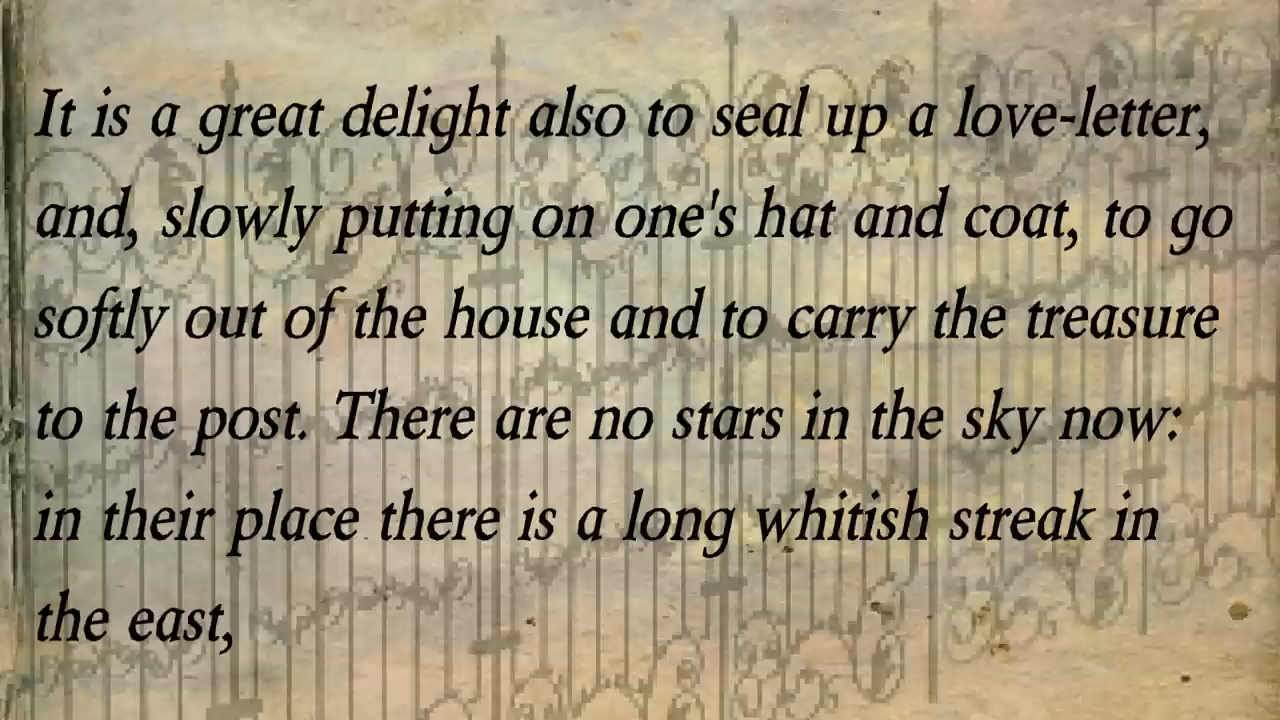 It is a great delight also to seal up a love-letter,
and, slowly putting on one's hat and coat, to go
softly out of the house and to carry the treasure
to the post. There are no stars in the sky now:
in their place there is a long whitish streak in
the east,